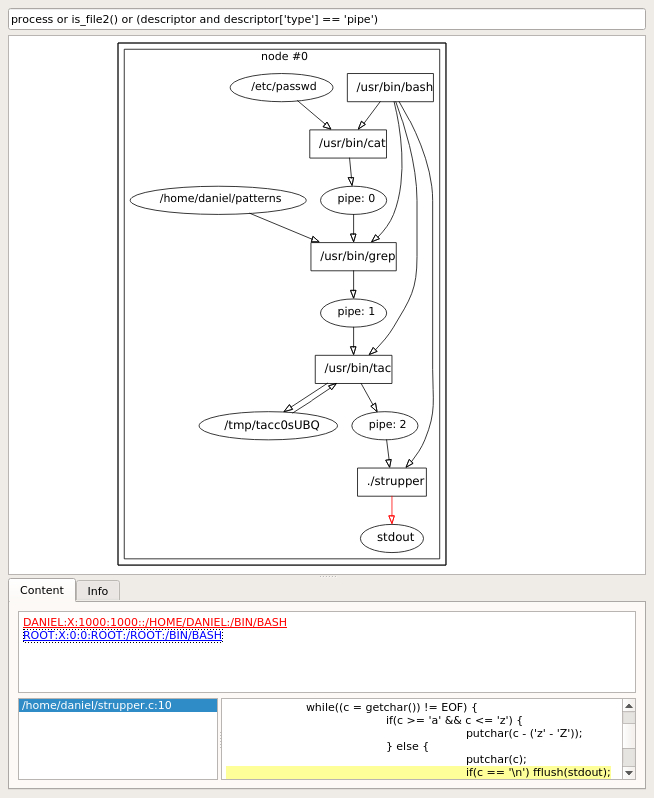 process or is_file2() or (descriptor and descriptor['type'] == 'pipe')
node #0
/etc/passwd
/usr/bin/bash
/usr/bin/cat
/home/daniel/patterns
pipe: 0
/usr/bin/grep
pipe: 1
/usr/bin/tac
/tmp/tacc0sUBQ
pipe: 2
./strupper
stdout
Content
Info
DANIEL:X:1000:1000::/HOME/DANIEL:/BIN/BASH
ROOT:X:0:0:ROOT:/ROOT:/BIN/BASH
/home/daniel/strupper.c:10
while((c = getchar()) != EOF) {
if(c >= 'a' && c <= 'z') {
putchar(c - ('z' - 'Z'));
} else {
putchar(c);
if(c == '\n') fflush(stdout);